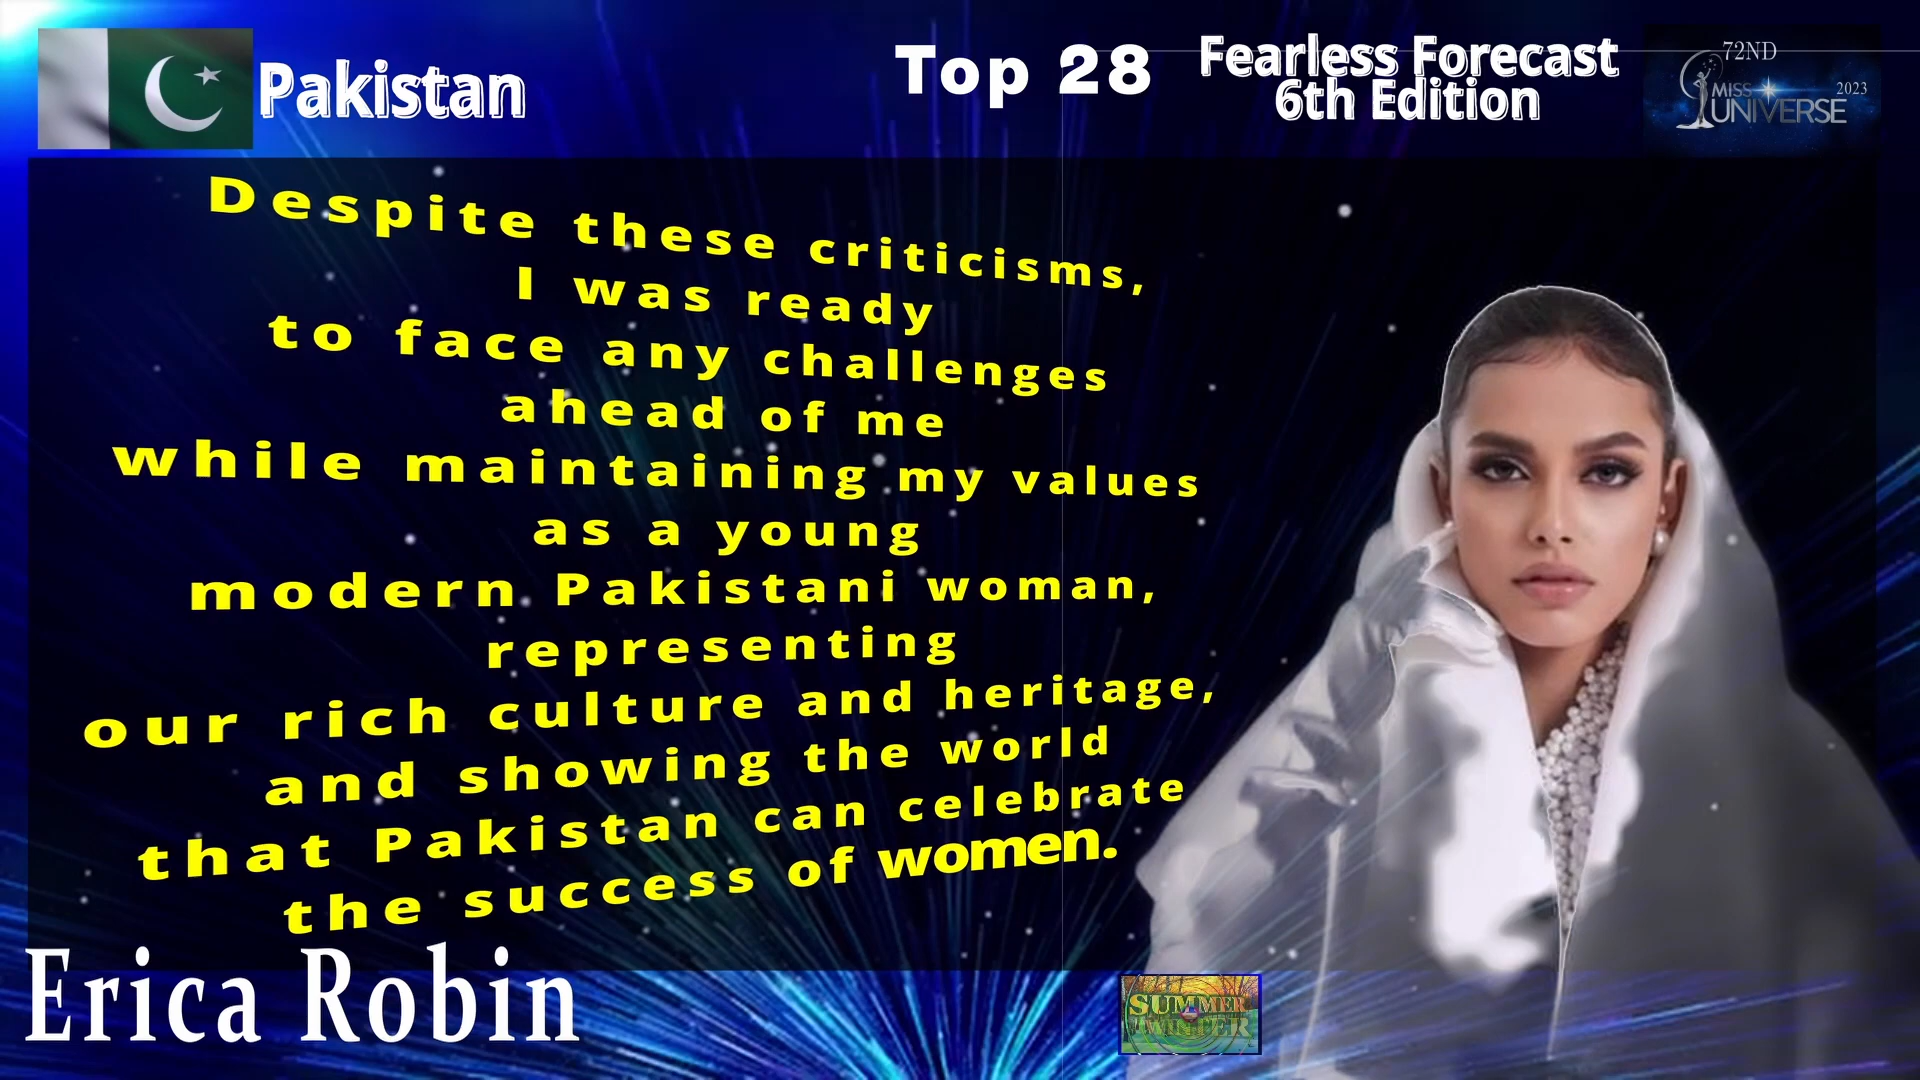 Pakistan
Top 28
Fearless Forecast
6th Edition
72ND
MISS
UNIVERSE
2023
Despite these criticisms,
I was ready
to face any challenges
ahead of me
while maintaining my values
as a young
modern Pakistani woman,
representing
our rich culture and heritage,
and showing the world
that Pakistan can celebrate
the success of women.
Erica Robin
SUMMER
WINTER